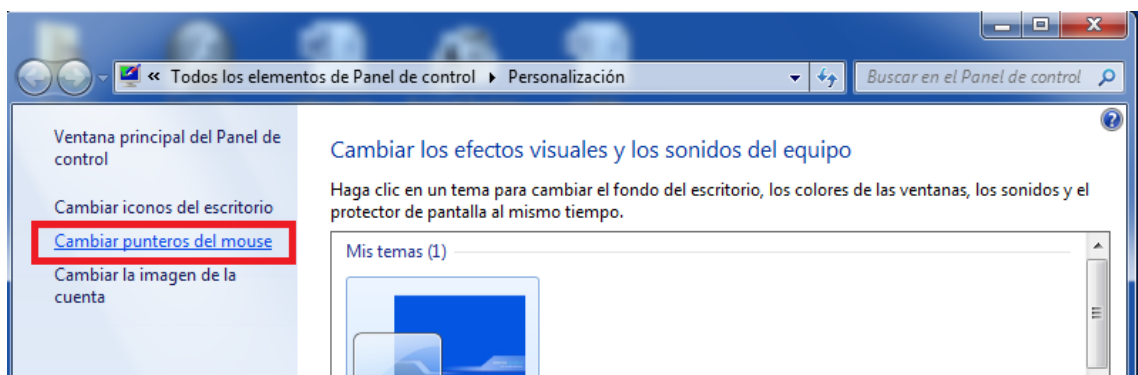 « Todos los elementos de Panel de control ▸ Personalización
Buscar en el Panel de control
Ventana principal del Panel de
control
Cambiar iconos del escritorio
Cambiar punteros del mouse
Cambiar la imagen de la
cuenta
Cambiar los efectos visuales y los sonidos del equipo
Haga clic en un tema para cambiar el fondo del escritorio, los colores de las ventanas, los sonidos y el
protector de pantalla al mismo tiempo.
Mis temas (1)